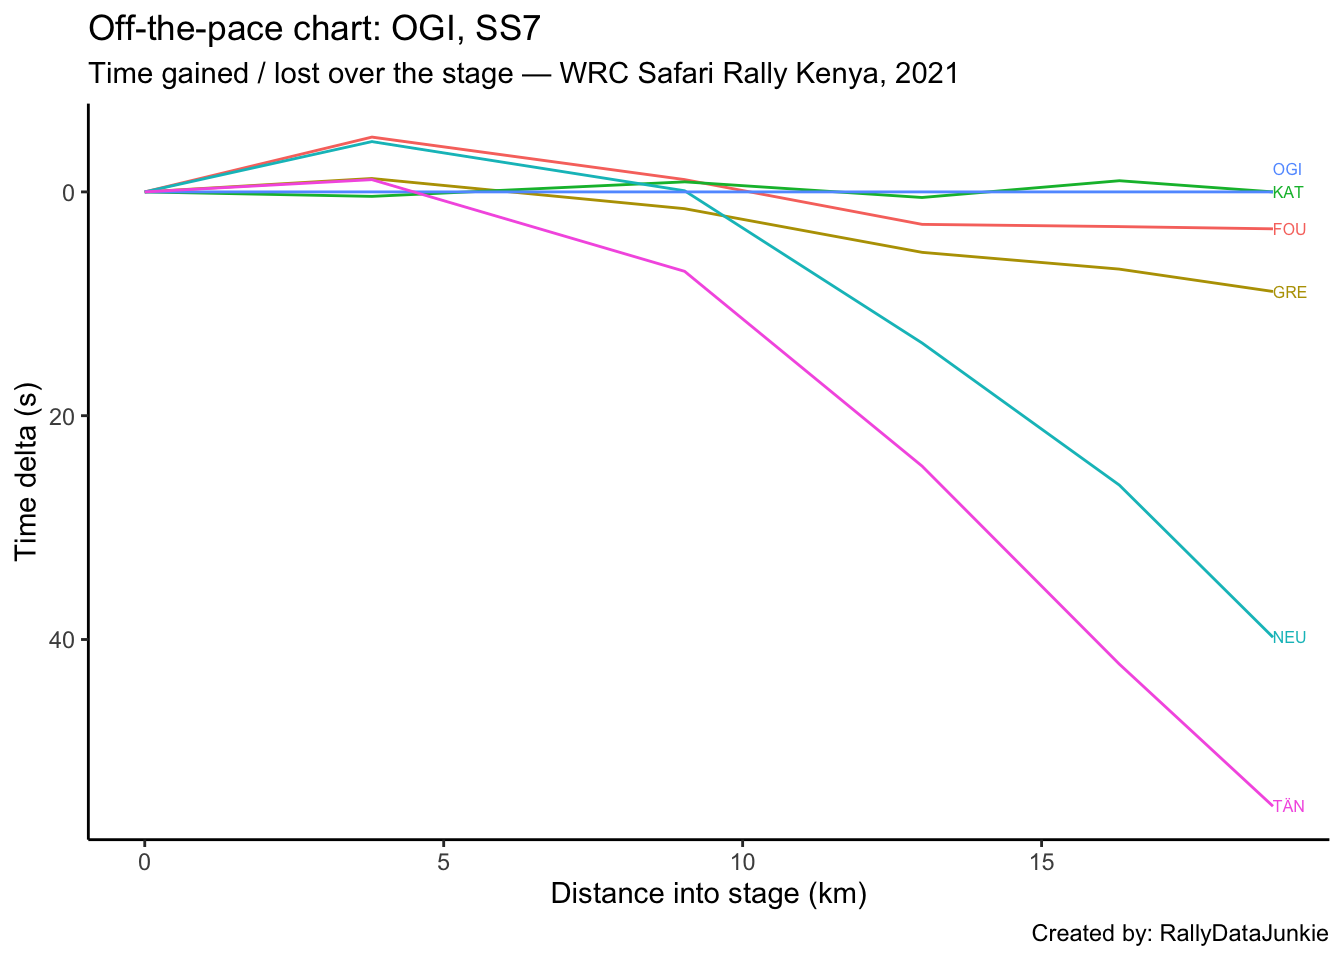 Off-the-pace chart: OGI, SS7
Time gained / lost over the stage — WRC Safari Rally Kenya, 2021
Time delta (s)
0
20
40
OGI
KAT
FOU
GRE
NEU
TÄN
0 5 10 15
Distance into stage (km)
Created by: RallyDataJunkie